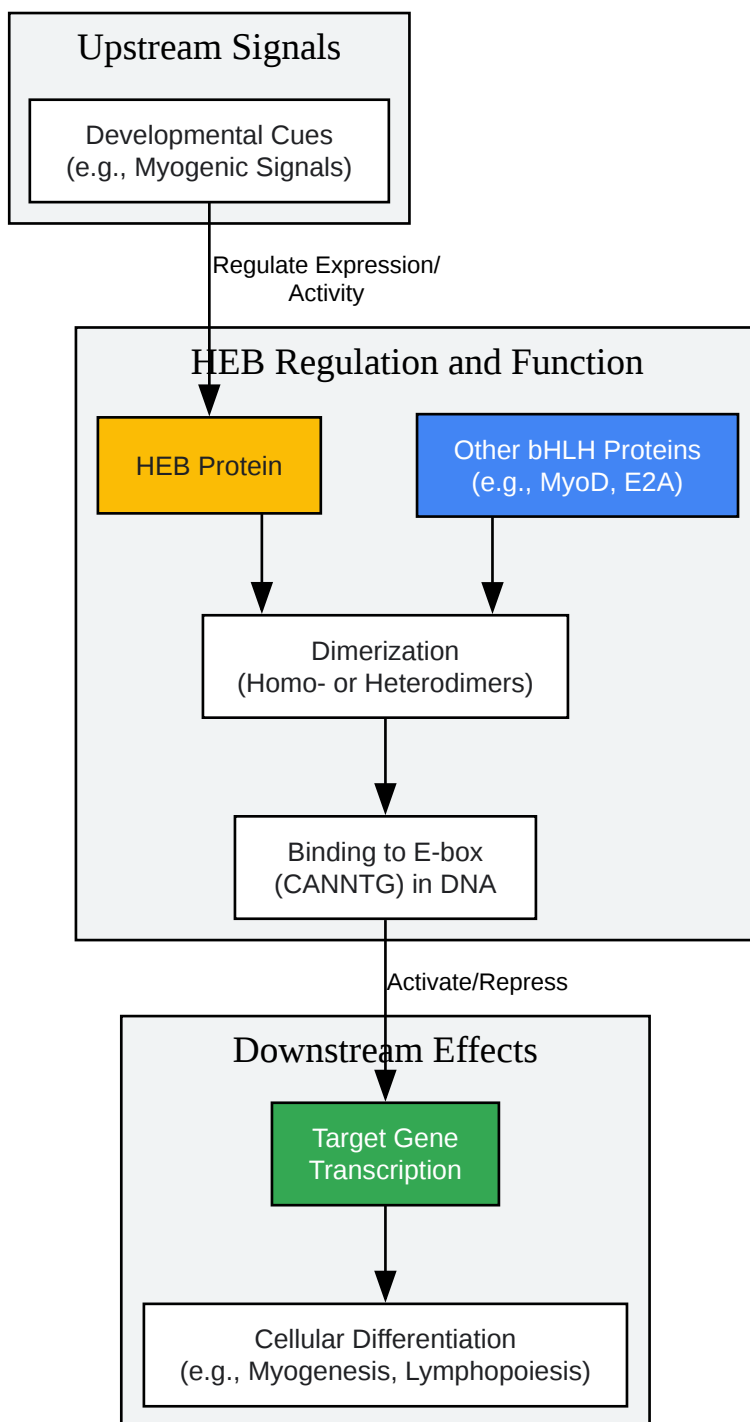 Upstream Signals
Developmental Cues
(e.g., Myogenic Signals)
Regulate Expression/
Activity
HEB Regulation and Function
HEB Protein
Other bHLH Proteins
(e.g., MyoD, E2A)
Dimerization
(Homo- or Heterodimers)
Binding to E-box
(CANNTG) in DNA
Activate/Repress
Downstream Effects
Target Gene
Transcription
Cellular Differentiation
(e.g., Myogenesis, Lymphopoiesis)